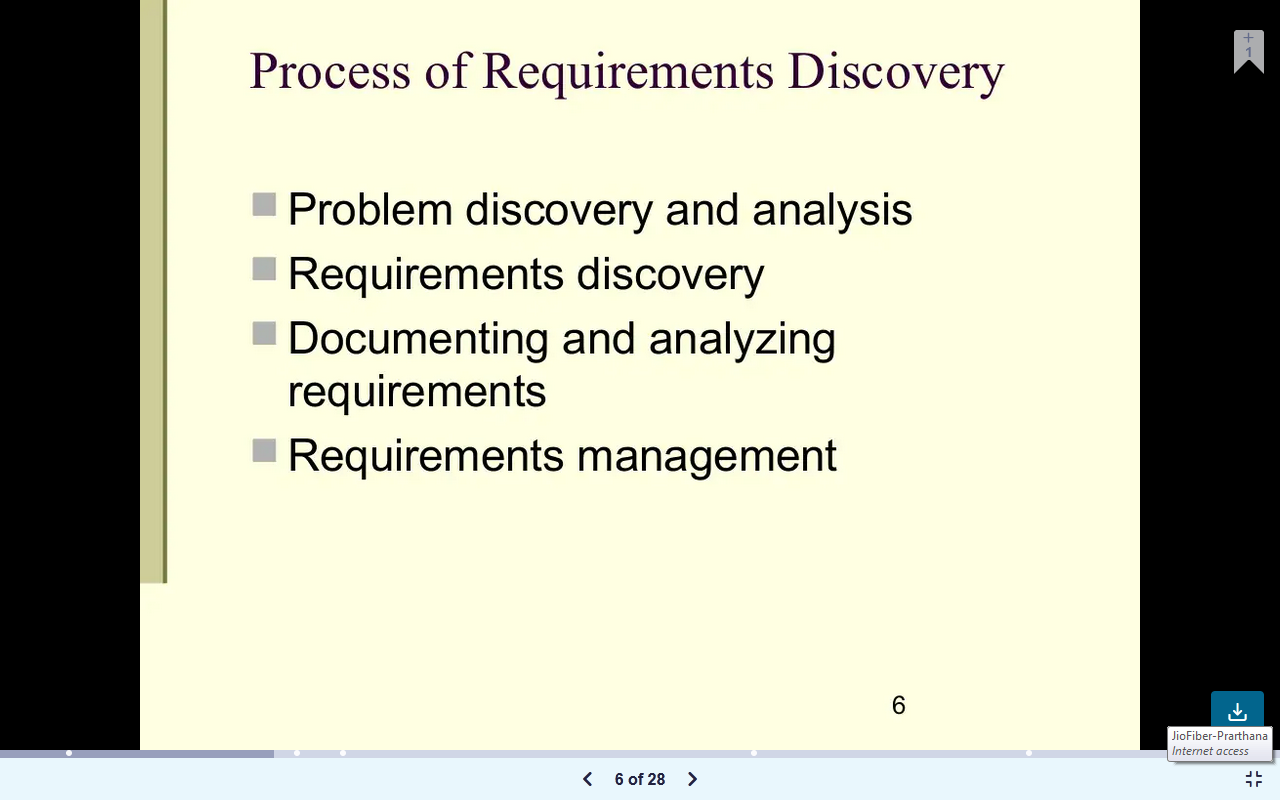 Process of Requirements Discovery
+
1
Problem discovery and analysis
Requirements discovery
Documenting and analyzing
requirements
Requirements management
6
JioFiber-Prarthana
Internet access
6 of 28